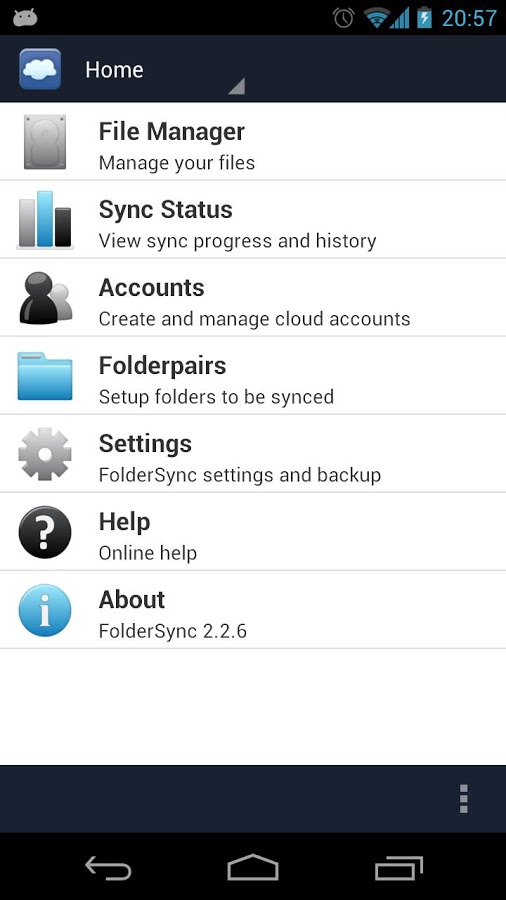 20:57
Home
File Manager
Manage your files
Sync Status
View sync progress and history
Accounts
Create and manage cloud accounts
Folderpairs
Setup folders to be synced
Settings
FolderSync settings and backup
Help
Online help
About
FolderSync 2.2.6